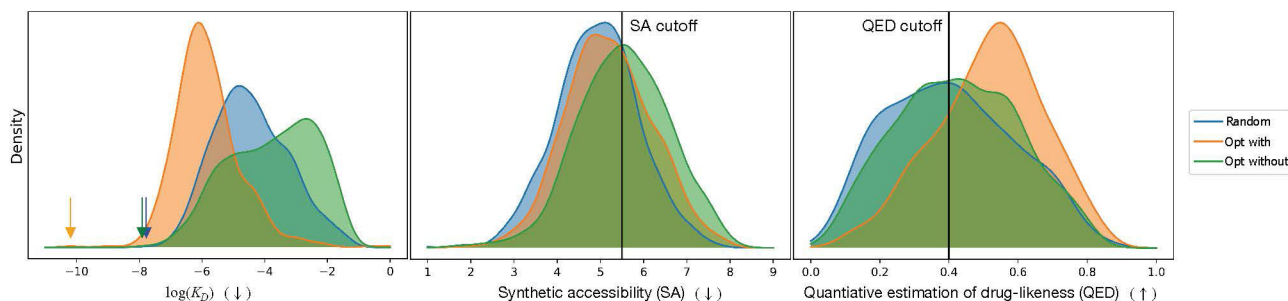 Density
−10
−8
−6
−4
−2
0
log(K_D) (↓)
SA cutoff
1
2
3
4
5
6
7
8
9
Synthetic accessibility (SA) (↓)
QED cutoff
0.0
0.2
0.4
0.6
0.8
1.0
Quantiative estimation of drug-likeness (QED) (↑)
Random
Opt with
Opt without